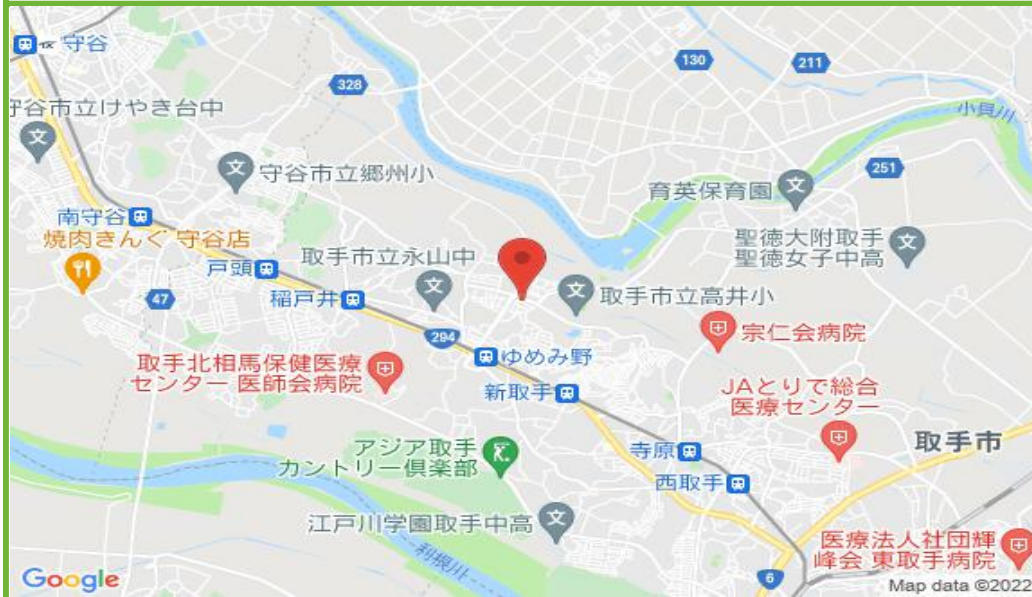 守谷
130
211
328
小貝川
守谷市立けやき台中
守谷市立郷州小
251
育英保育園
南守谷
焼肉きんぐ 守谷店
聖徳大附取手
聖徳女子中高
戸頭
取手市立永山中
47
稲戸井
取手市立高井小
宗仁会病院
294
ゆめみ野
取手北相馬保健医療
センター 医師会病院
新取手
JAとりで総合
医療センター
アジア取手
カントリー倶楽部
寺原
取手市
西取手
江戸川学園取手中高
利根川
医療法人社団輝
峰会 東取手病院
6
Google
Map data ©2022